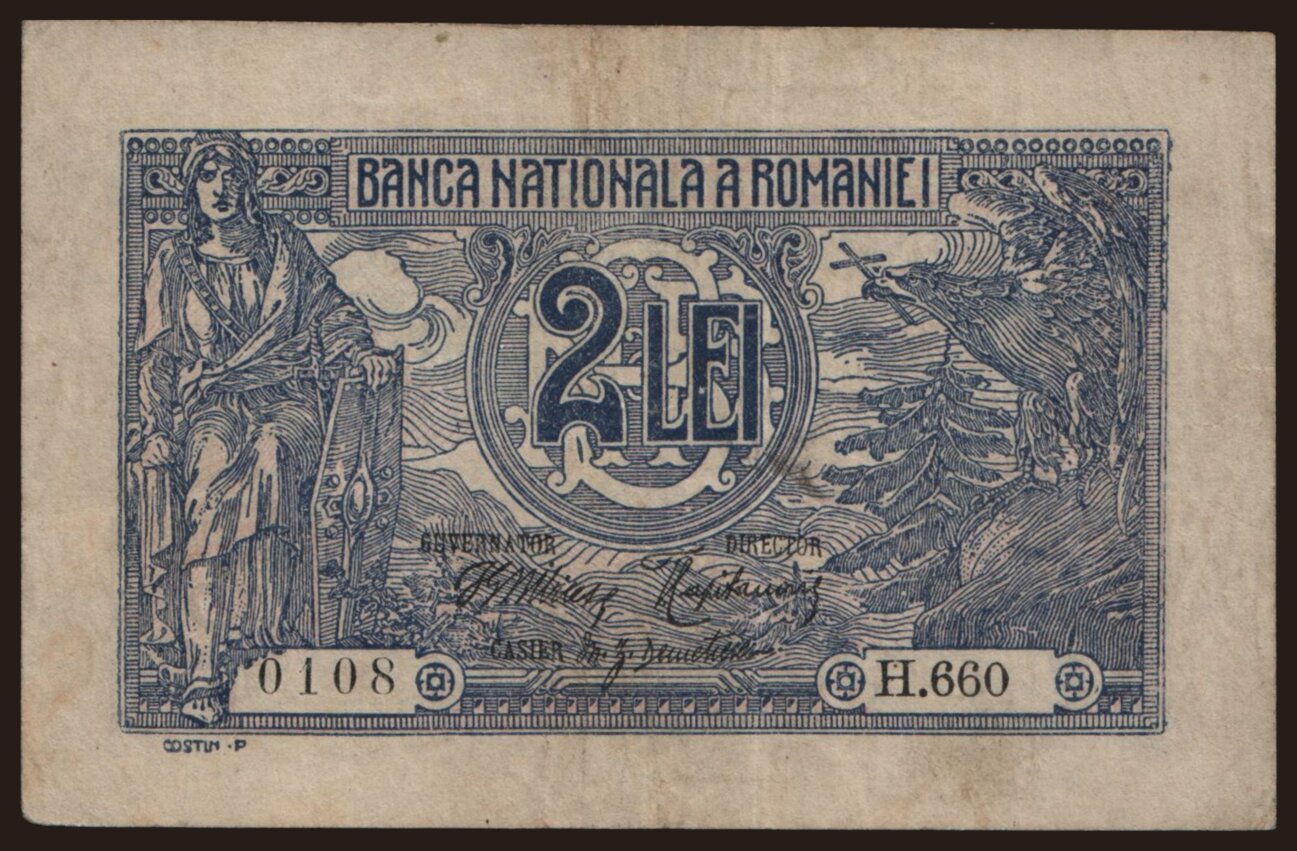 BANCA NATIONALA A ROMANIEI
2 LEI
GUVERNATOR
DIRECTOR
CASIER
0108
H.660
COSTIN · P